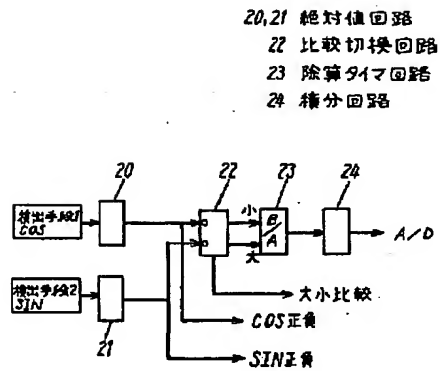 20,21 絶対値回路
22 比較切換回路
23 除算タイマ回路
24 積分回路
20
22
23
24
検出手段1
COS
小
大
B/A
A/D
検出手段2
SIN
21
大小比較
COS正負
SIN正負